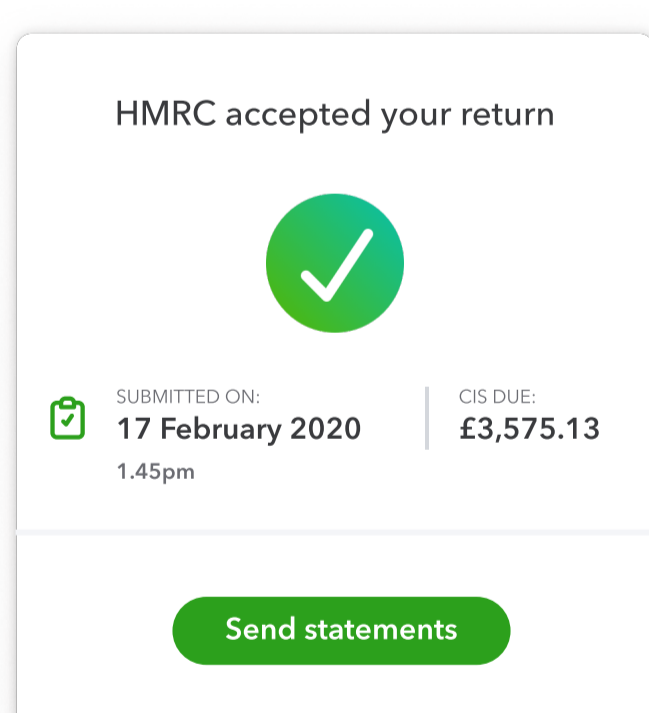 HMRC accepted your return
SUBMITTED ON:
17 February 2020
1.45pm
CIS DUE:
£3,575.13
Send statements